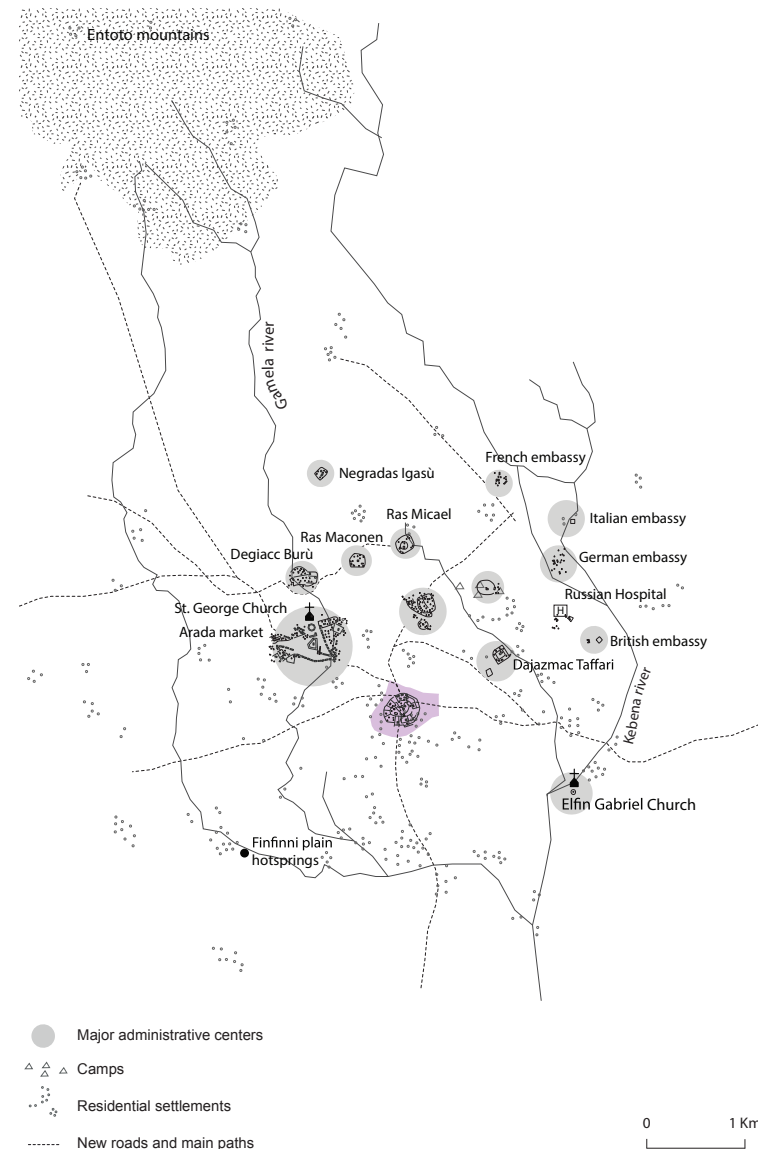 Entoto mountains
Gamela river
French embassy
Negradas Igasù
Ras Micael
Italian embassy
Ras Maconen
Degiacc Burù
German embassy
Russian Hospital
H
St. George Church
Arada market
British embassy
Dajazmac Taffari
Kebena river
Elfin Gabriel Church
Finfinni plain
hotsprings
Major administrative centers
Camps
Residential settlements
New roads and main paths
0 1 Km